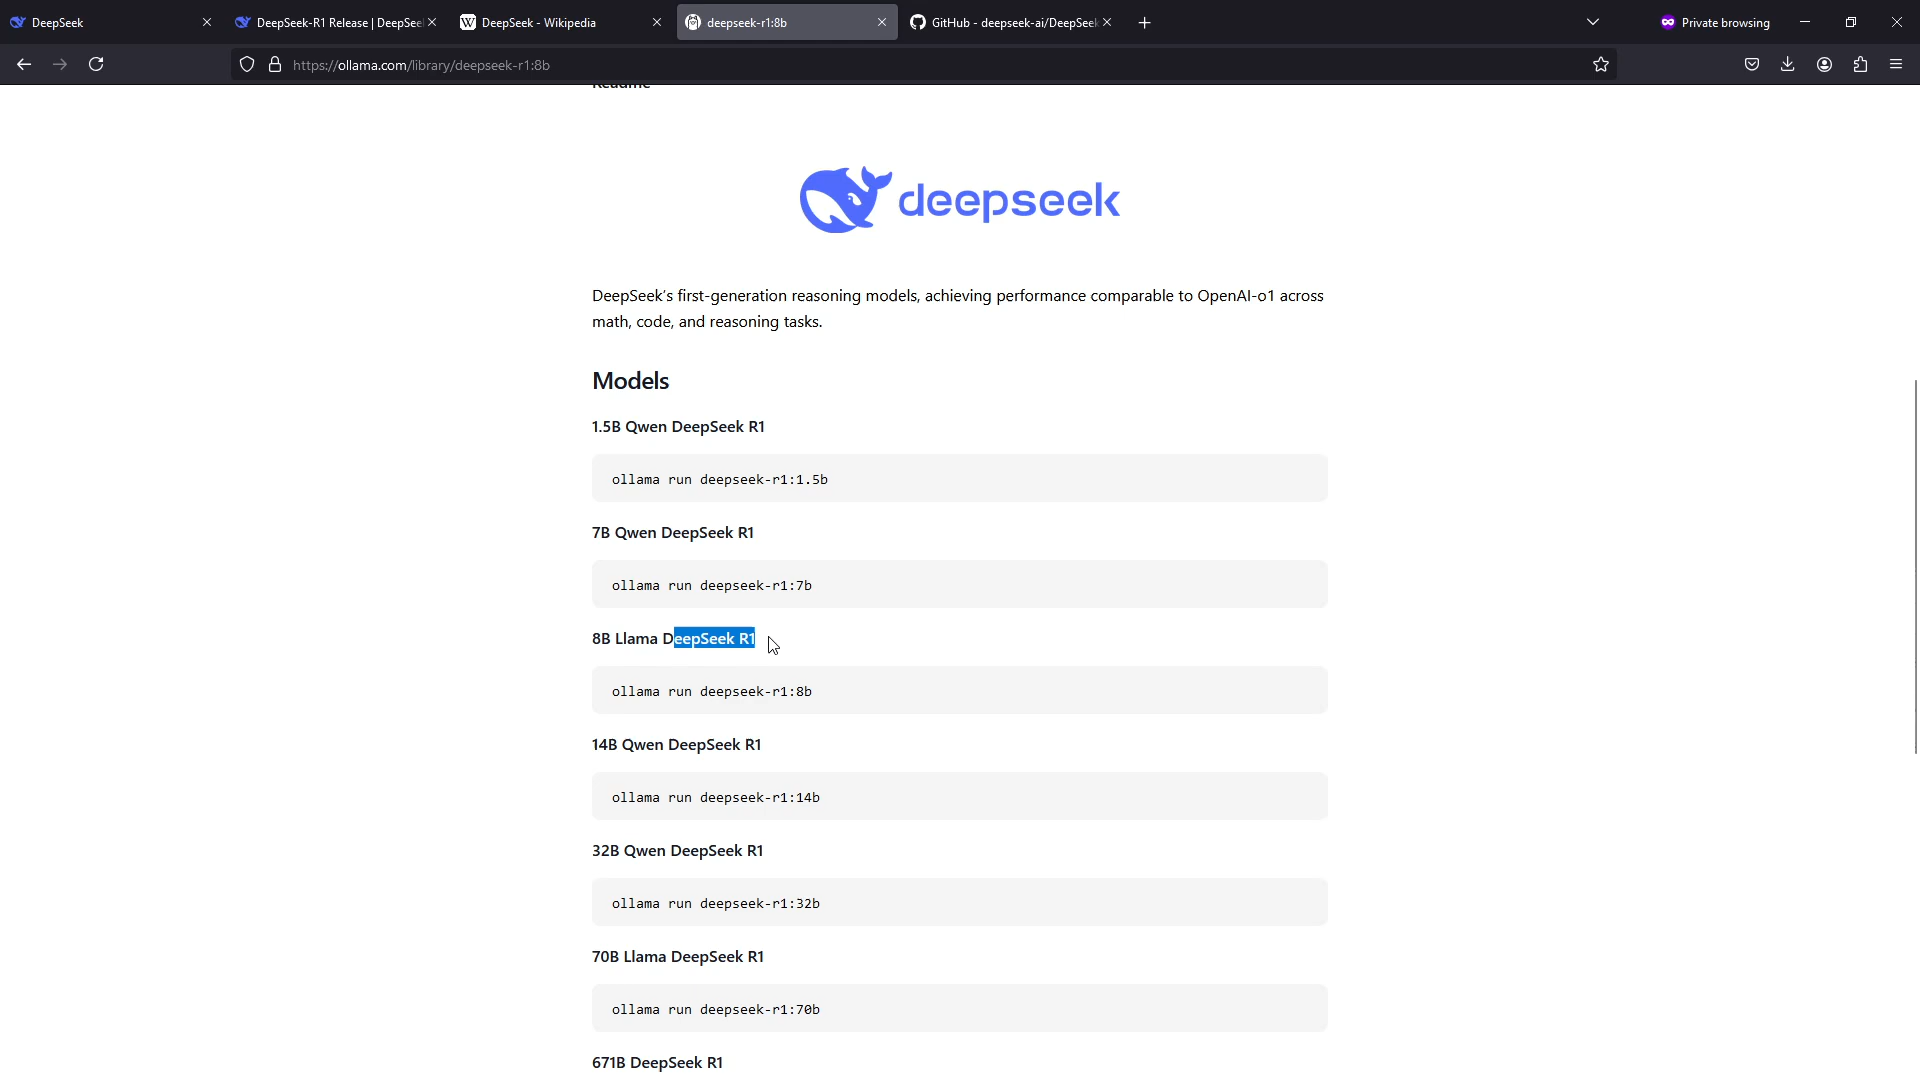 DeepSeek
DeepSeek-R1 Release | DeepSee
DeepSeek - Wikipedia
deepseek-r1:8b
GitHub - deepseek-ai/DeepSeek
Private browsing
https://ollama.com/library/deepseek-r1:8b
Readme
deepseek
DeepSeek’s first-generation reasoning models, achieving performance comparable to OpenAI-o1 across
math, code, and reasoning tasks.
Models
1.5B Qwen DeepSeek R1
ollama run deepseek-r1:1.5b
7B Qwen DeepSeek R1
ollama run deepseek-r1:7b
8B Llama DeepSeek R1
ollama run deepseek-r1:8b
14B Qwen DeepSeek R1
ollama run deepseek-r1:14b
32B Qwen DeepSeek R1
ollama run deepseek-r1:32b
70B Llama DeepSeek R1
ollama run deepseek-r1:70b
671B DeepSeek R1